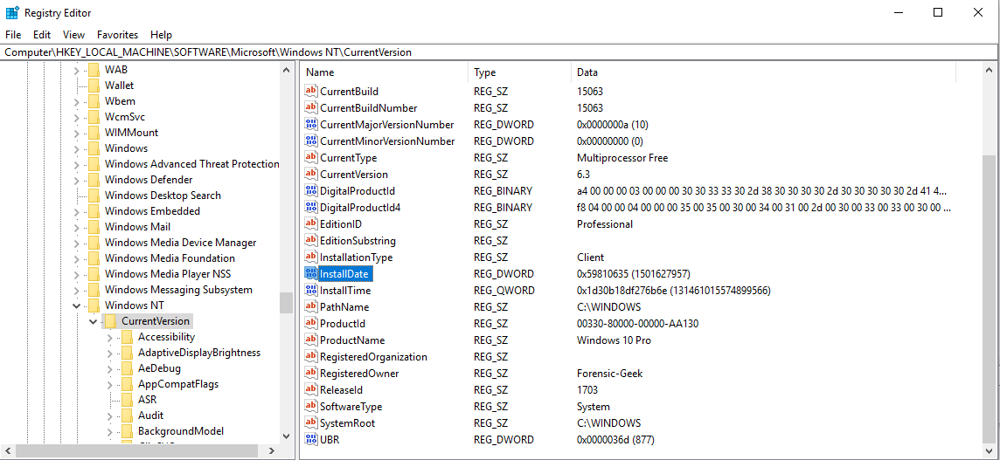 Registry Editor
File Edit View Favorites Help
Computer\HKEY_LOCAL_MACHINE\SOFTWARE\Microsoft\Windows NT\CurrentVersion
WAB
Wallet
Wbem
WcmSvc
WIMMount
Windows
Windows Advanced Threat Protection
Windows Defender
Windows Desktop Search
Windows Embedded
Windows Mail
Windows Media Device Manager
Windows Media Foundation
Windows Media Player NSS
Windows Messaging Subsystem
Windows NT
CurrentVersion
Accessibility
AdaptiveDisplayBrightness
AeDebug
AppCompatFlags
ASR
Audit
BackgroundModel
Name Type Data
CurrentBuild REG_SZ 15063
CurrentBuildNumber REG_SZ 15063
CurrentMajorVersionNumber REG_DWORD 0x0000000a (10)
CurrentMinorVersionNumber REG_DWORD 0x00000000 (0)
CurrentType REG_SZ Multiprocessor Free
CurrentVersion REG_SZ 6.3
DigitalProductId REG_BINARY a4 00 00 00 03 00 00 00 30 30 33 33 30 2d 38 30 30 30 30 2d 30 30 30 30 30 2d 41 4...
DigitalProductId4 REG_BINARY f8 04 00 00 04 00 00 00 35 00 35 00 30 00 34 00 31 00 2d 00 30 00 33 00 33 00 30 00 ...
EditionID REG_SZ Professional
EditionSubstring REG_SZ
InstallationType REG_SZ Client
InstallDate REG_DWORD 0x59810635 (1501627957)
InstallTime REG_QWORD 0x1d30b18df276b6e (131461015574899566)
PathName REG_SZ C:\WINDOWS
ProductId REG_SZ 00330-80000-00000-AA130
ProductName REG_SZ Windows 10 Pro
RegisteredOrganization REG_SZ
RegisteredOwner REG_SZ Forensic-Geek
ReleaseId REG_SZ 1703
SoftwareType REG_SZ System
SystemRoot REG_SZ C:\WINDOWS
UBR REG_DWORD 0x0000036d (877)